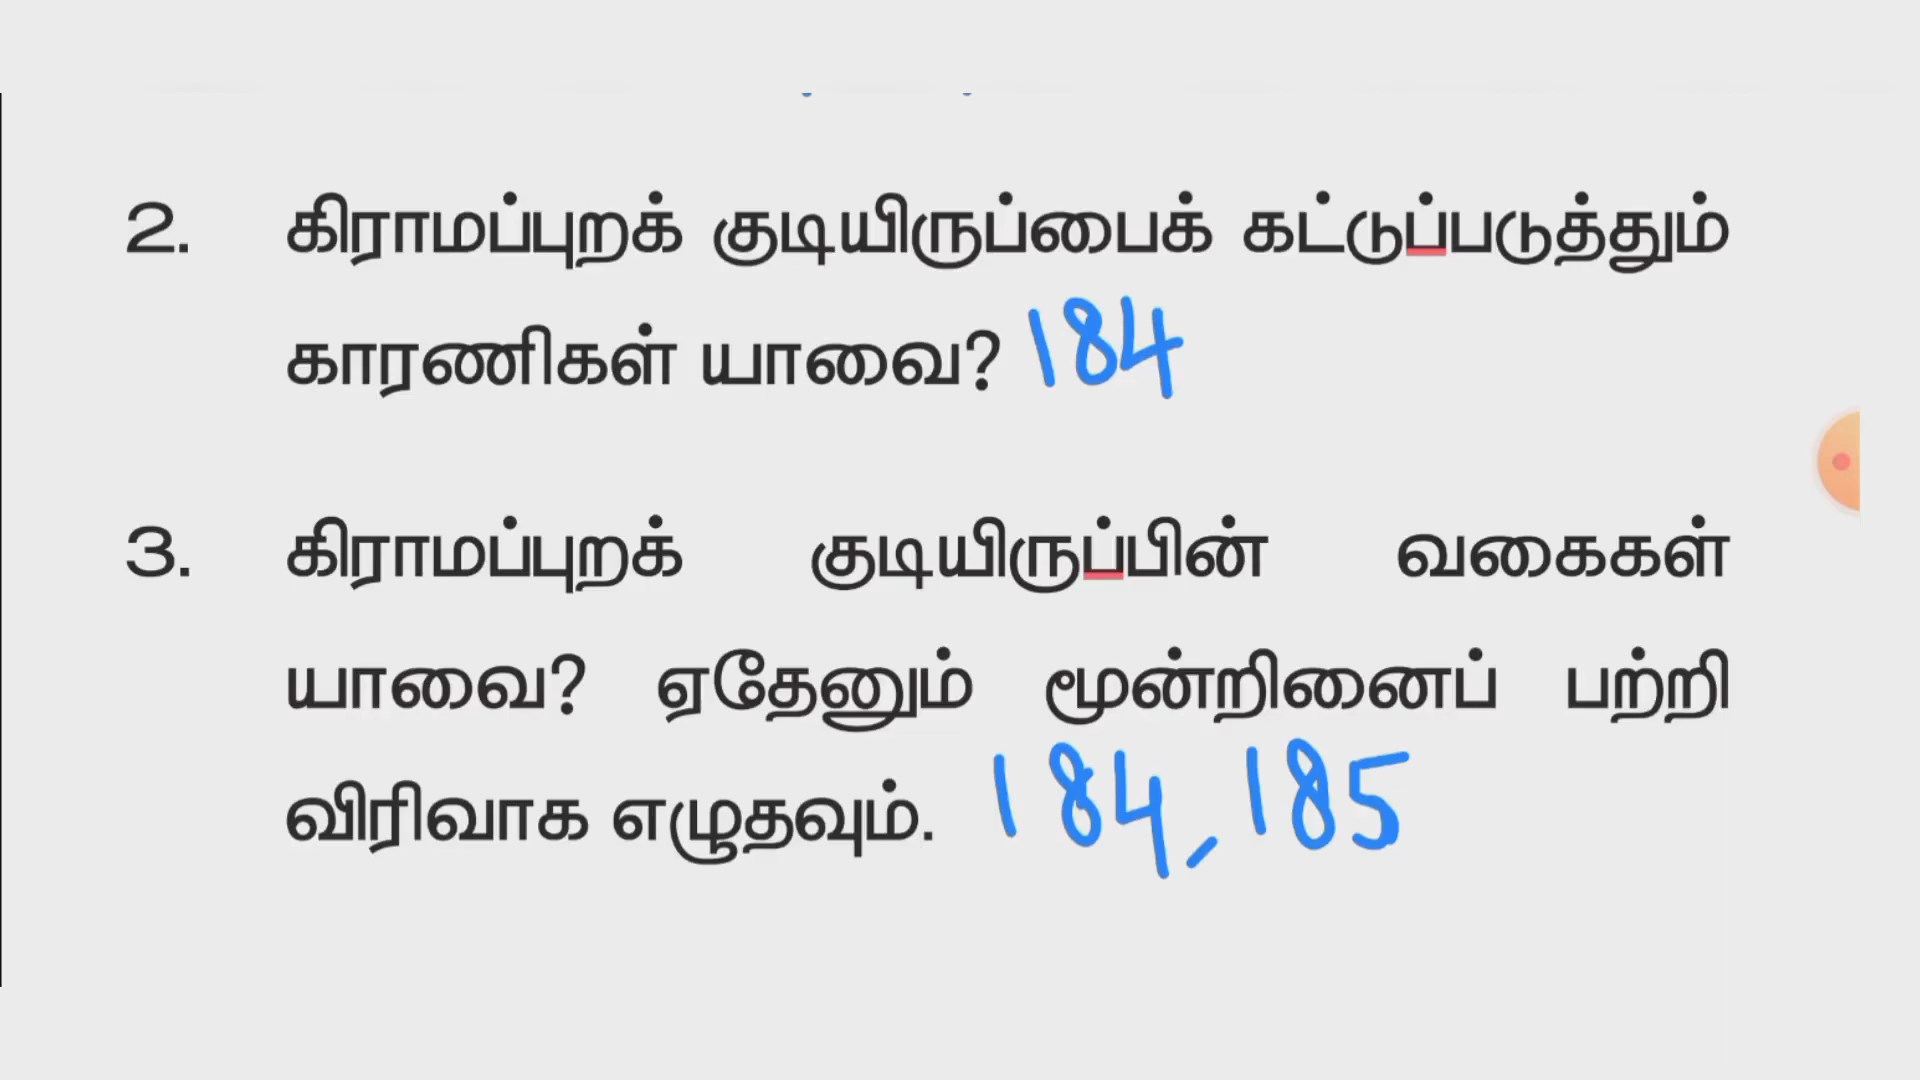 2. கிராமப்புறக் குடியிருப்பைக் கட்டுப்படுத்தும்
காரணிகள் யாவை? 184
3. கிராமப்புறக் குடியிருப்பின் வகைகள்
யாவை? ஏதேனும் மூன்றினைப் பற்றி
விரிவாக எழுதவும். 184, 185